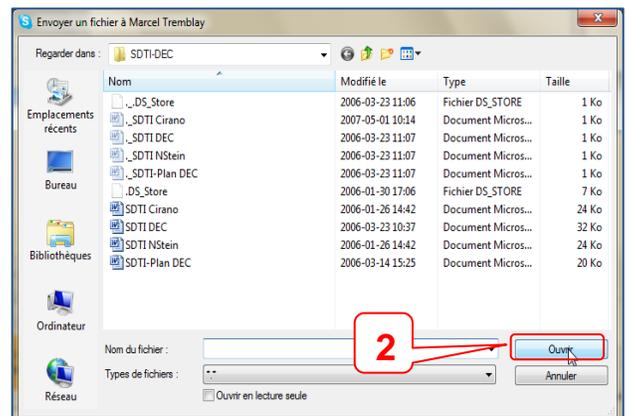 Envoyer un fichier à Marcel Tremblay
Regarder dans : SDTI-DEC
Nom Modifié le Type Taille
._.DS_Store 2006-03-23 11:06 Fichier DS_STORE 1 Ko
._SDTI Cirano 2007-05-01 10:14 Document Micros... 1 Ko
._SDTI DEC 2006-03-23 11:07 Document Micros... 1 Ko
._SDTI NStein 2006-03-23 11:07 Document Micros... 1 Ko
._SDTI-Plan DEC 2006-03-23 11:07 Document Micros... 1 Ko
.DS_Store 2006-01-30 17:06 Fichier DS_STORE 7 Ko
SDTI Cirano 2006-01-26 14:42 Document Micros... 24 Ko
SDTI DEC 2006-03-23 10:37 Document Micros... 32 Ko
SDTI NStein 2006-01-26 14:42 Document Micros... 24 Ko
SDTI-Plan DEC 2006-03-14 15:25 Document Micros... 20 Ko
Emplacements
récents
Bureau
Bibliothèques
Ordinateur
Réseau
Nom du fichier :
2
Ouvrir
Types de fichiers : *.*
Annuler
Ouvrir en lecture seule